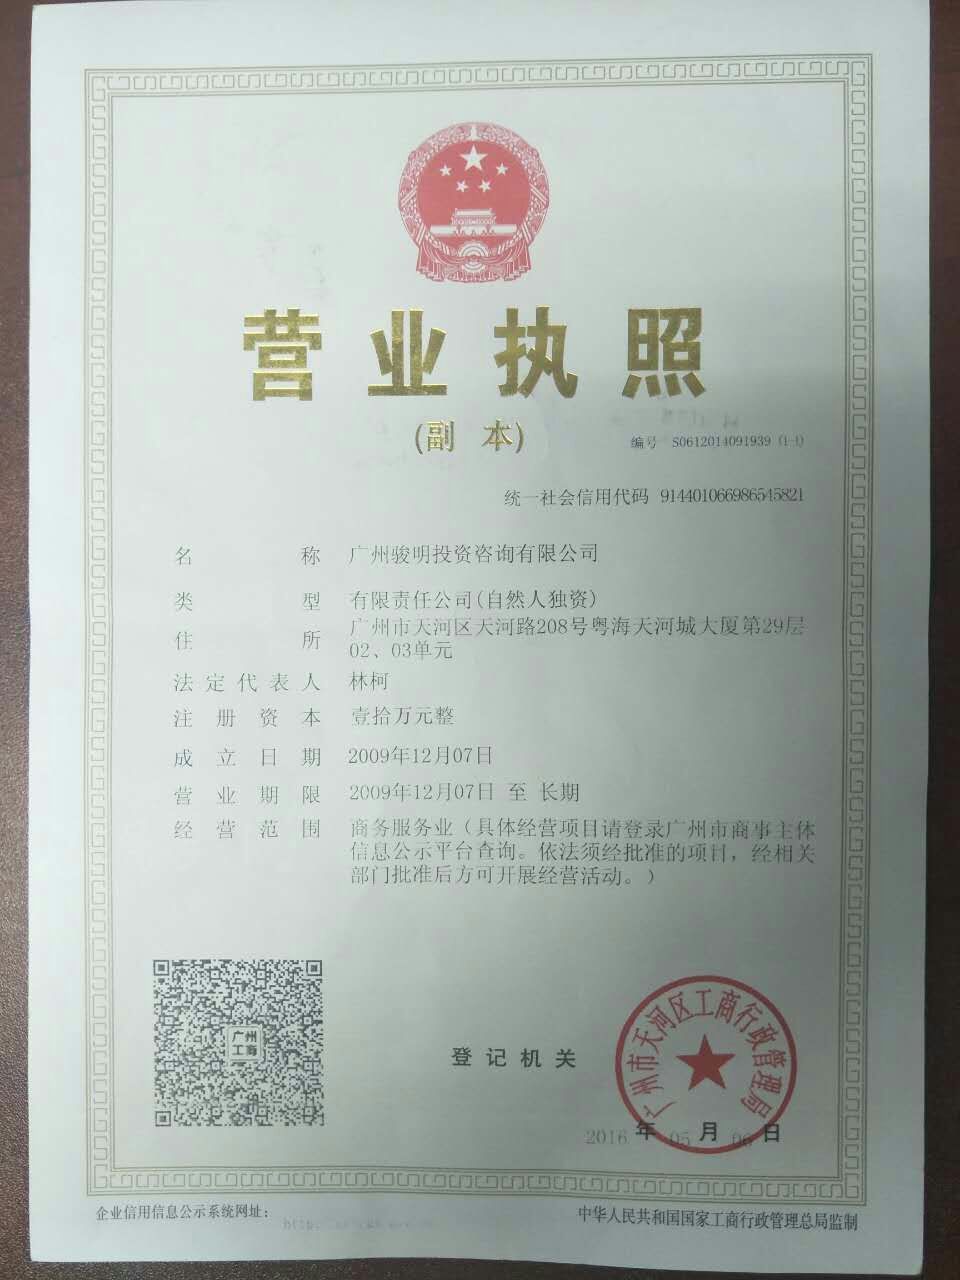 营业执照
(副 本)
编号 S0612014091939 (1-1)
统一社会信用代码 914401066986545821
名称 广州骏明投资咨询有限公司
类型 有限责任公司(自然人独资)
住所 广州市天河区天河路208号粤海天河城大厦第29层
02、03单元
法定代表人 林柯
注册资本 壹拾万元整
成立日期 2009年12月07日
营业期限 2009年12月07日 至 长期
经营范围 商务服务业（具体经营项目请登录广州市商事主体
信息公示平台查询。依法须经批准的项目，经相关
部门批准后方可开展经营活动。）
广州
工商
登记机关
广州市天河区工商行政管理局
2016 年 05 月 06 日
企业信用信息公示系统网址：
中华人民共和国国家工商行政管理总局监制